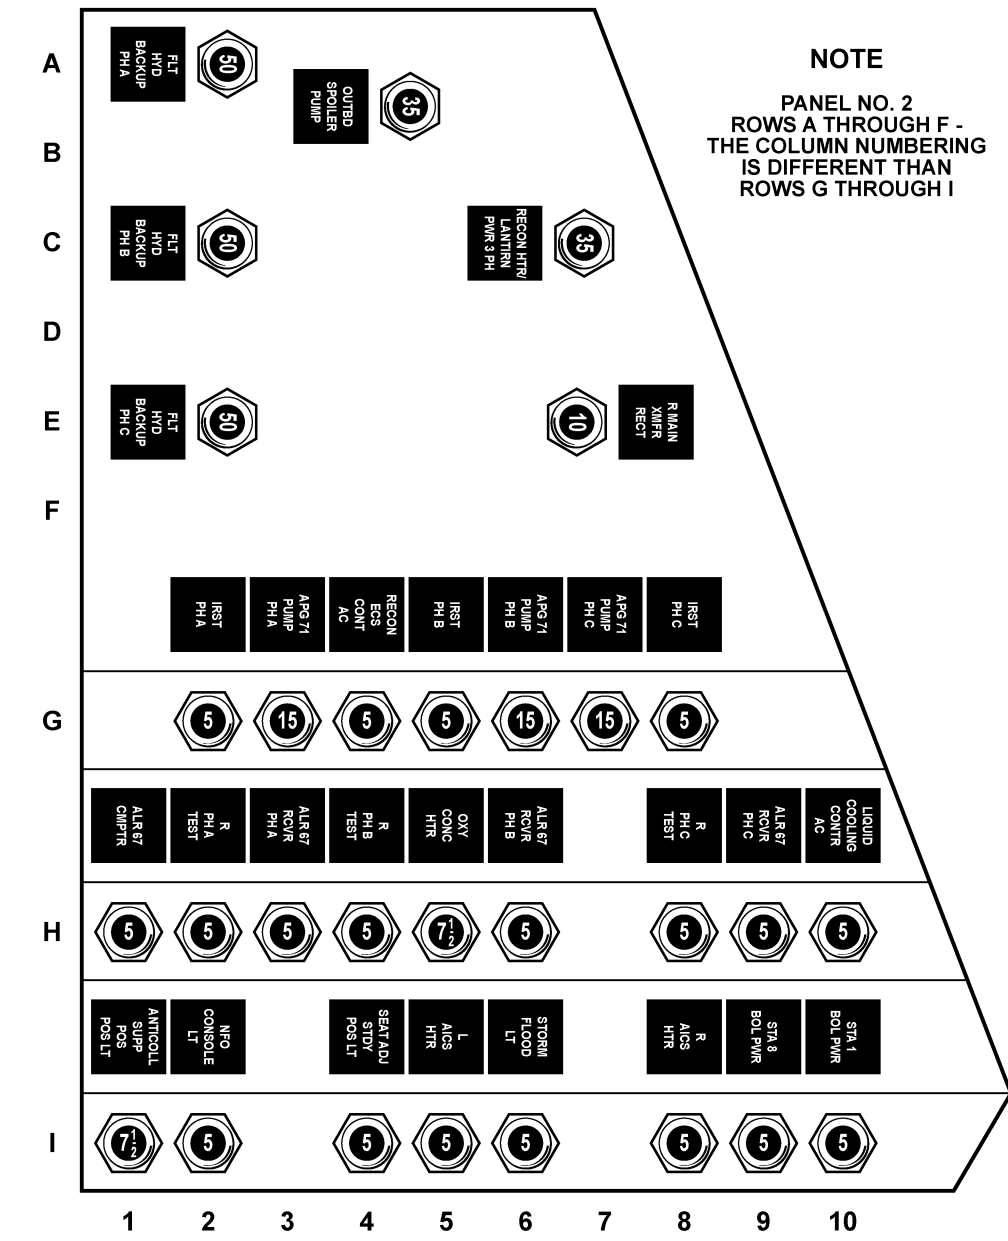 NOTE
PANEL NO. 2
ROWS A THROUGH F -
THE COLUMN NUMBERING
IS DIFFERENT THAN
ROWS G THROUGH I
A
FLT
HYD
BACKUP
PH A
50
OUTBD
SPOILER
PUMP
35
B
C
FLT
HYD
BACKUP
PH B
50
RECON HTR/
LANTIRN
PWR 3 PH
35
D
E
FLT
HYD
BACKUP
PH C
50
10
R MAIN
XMFR
RECT
F
IRST
PH A
APG 71
PUMP
PH A
RECON
ECS
CONT
AC
IRST
PH B
APG 71
PUMP
PH B
APG 71
PUMP
PH C
IRST
PH C
G
5
15
5
5
15
15
5
ALR 67
CMPTR
R
PH A
TEST
ALR 67
RCVR
PH A
R
PH B
TEST
OXY
CONC
HTR
ALR 67
RCVR
PH B
R
PH C
TEST
ALR 67
RCVR
PH C
LIQUID
COOLING
CONTR
AC
H
5
5
5
5
7 1-2
5
5
5
5
ANTICOLL
SUPP
POS
POS LT
NFO
CONSOLE
LT
SEAT ADJ
STDY
POS LT
L
AICS
HTR
STORM
FLOOD
LT
R
AICS
HTR
STA 8
BOL PWR
STA 1
BOL PWR
I
7 1-2
5
5
5
5
5
5
5
1 2 3 4 5 6 7 8 9 10